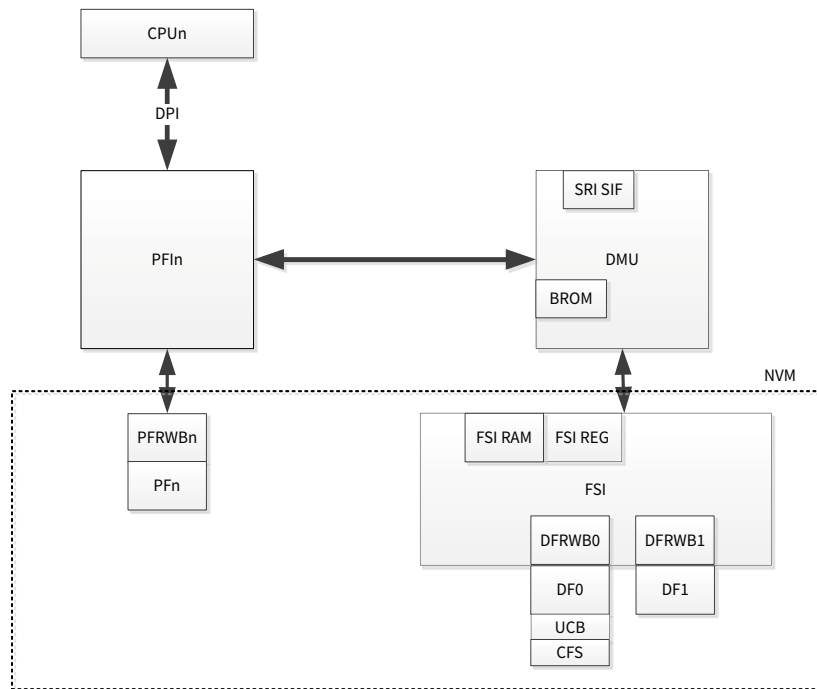 CPUn
DPI
SRI SIF
PFIn
DMU
BROM
NVM
PFRWBn
FSI RAM
FSI REG
PFn
FSI
DFRWB0
DFRWB1
DF0
DF1
UCB
CFS